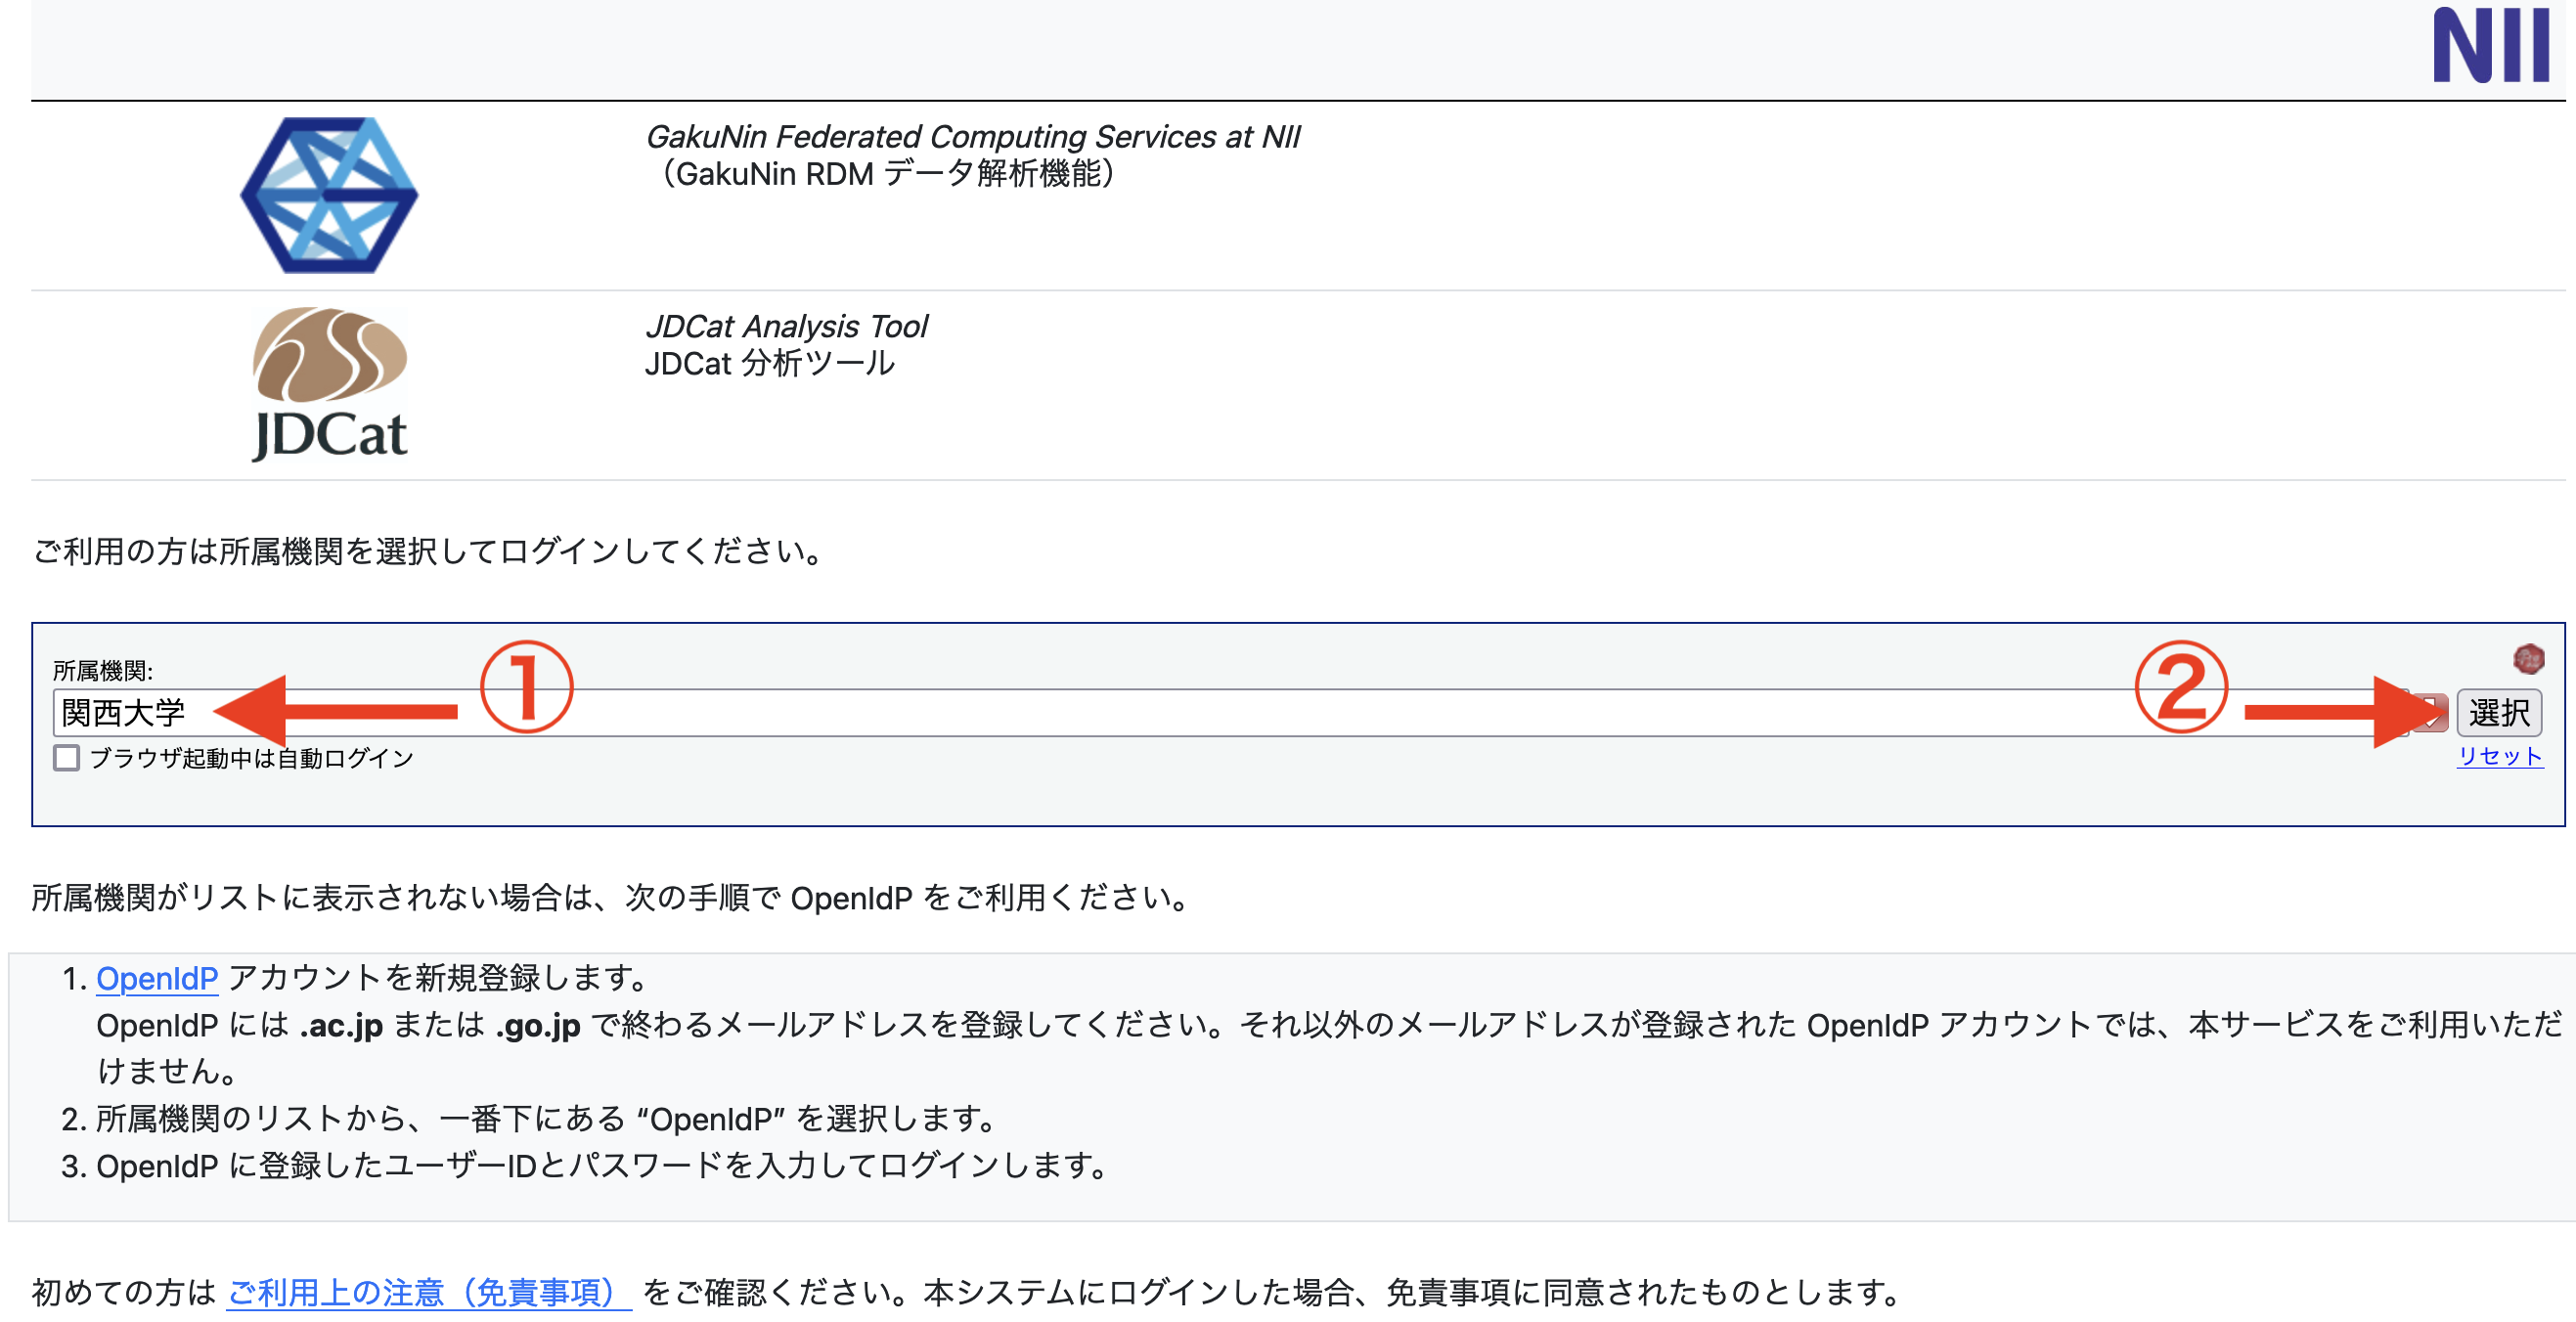 NII
GakuNin Federated Computing Services at NII
（GakuNin RDM データ解析機能）
JDCat
JDCat Analysis Tool
JDCat 分析ツール
ご利用の方は所属機関を選択してログインしてください。
所属機関:
関西大学
①
②
選択
ブラウザ起動中は自動ログイン
リセット
所属機関がリストに表示されない場合は、次の手順で OpenIdP をご利用ください。
1. OpenIdP アカウントを新規登録します。
OpenIdP には .ac.jp または .go.jp で終わるメールアドレスを登録してください。それ以外のメールアドレスが登録された OpenIdP アカウントでは、本サービスをご利用いただ
けません。
2. 所属機関のリストから、一番下にある “OpenIdP” を選択します。
3. OpenIdP に登録したユーザーIDとパスワードを入力してログインします。
初めての方は ご利用上の注意（免責事項） をご確認ください。本システムにログインした場合、免責事項に同意されたものとします。